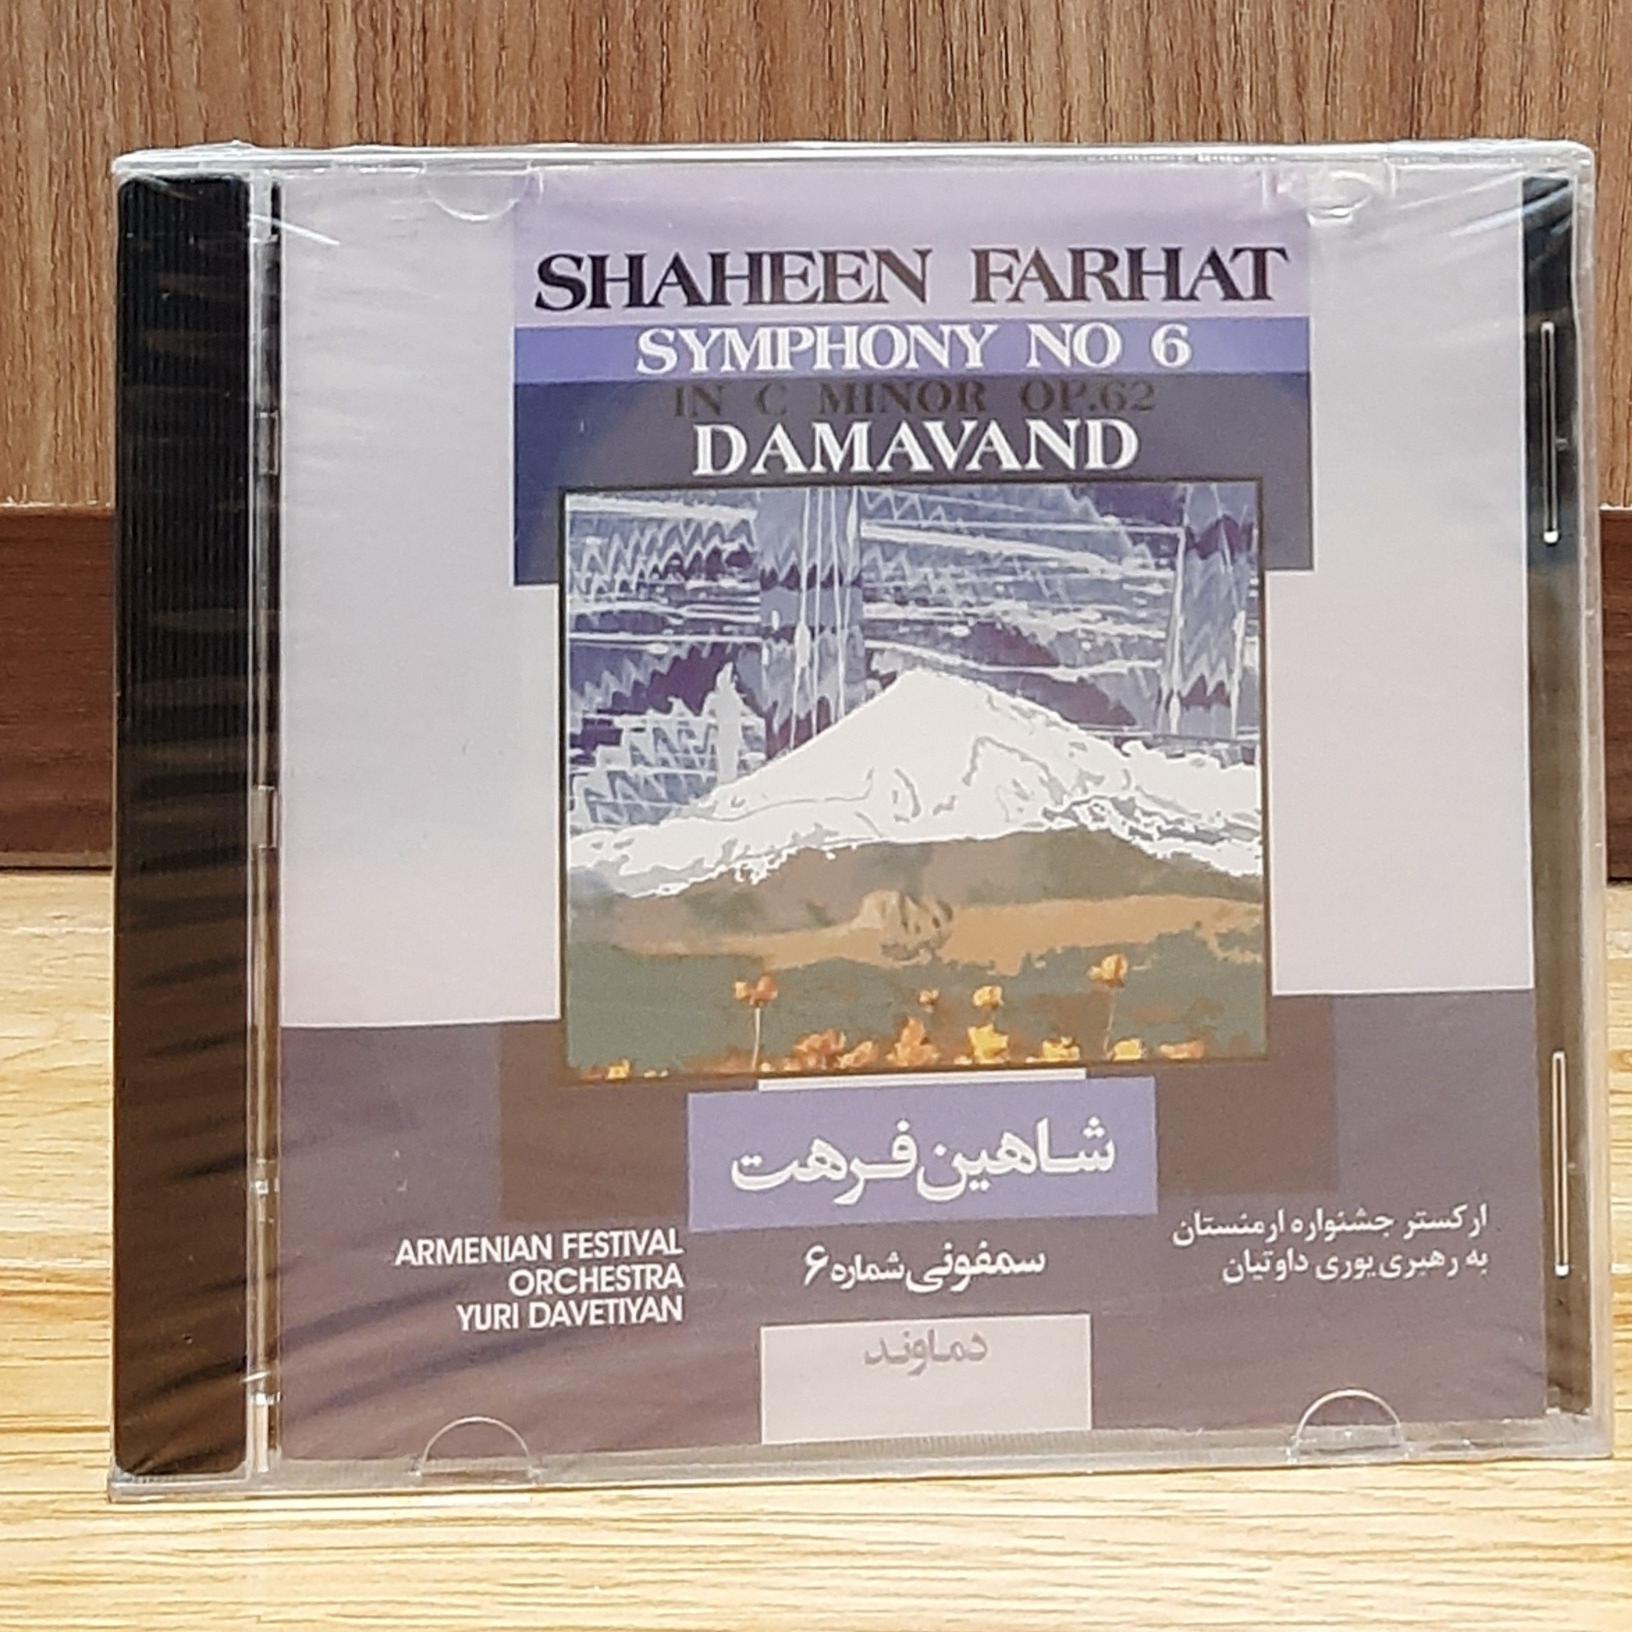 SHAHEEN FARHAT
SYMPHONY NO 6
IN C MINOR OP.62
DAMAVAND
شاهین فرهت
سمفونی شماره ۶
دماوند
ARMENIAN FESTIVAL
ORCHESTRA
YURI DAVETIYAN
ارکستر جشنواره ارمنستان
به رهبری یوری داوتیان